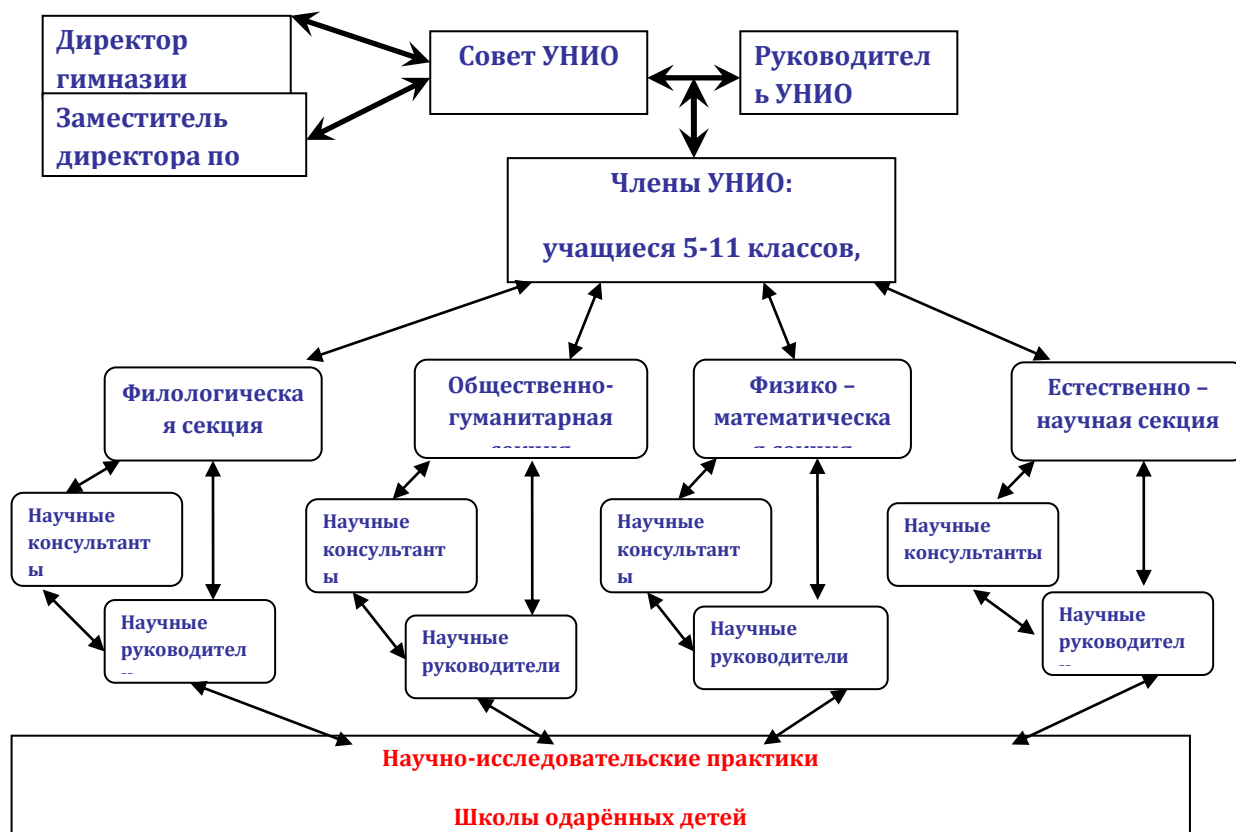 Директор
гимназии
Заместитель
директора по
Совет УНИО
Руководител
ь УНИО
Члены УНИО:
учащиеся 5-11 классов,
Филологическа
я секция
Общественно-
гуманитарная
секция
Физико –
математическа
я секция
Естественно –
научная секция
Научные
консультант
ы
Научные
руководител
Научные
консультант
ы
Научные
руководители
Научные
консультант
ы
Научные
руководители
Научные
консультанты
Научные
руководител
Научно-исследовательские практики
Школы одарённых детей